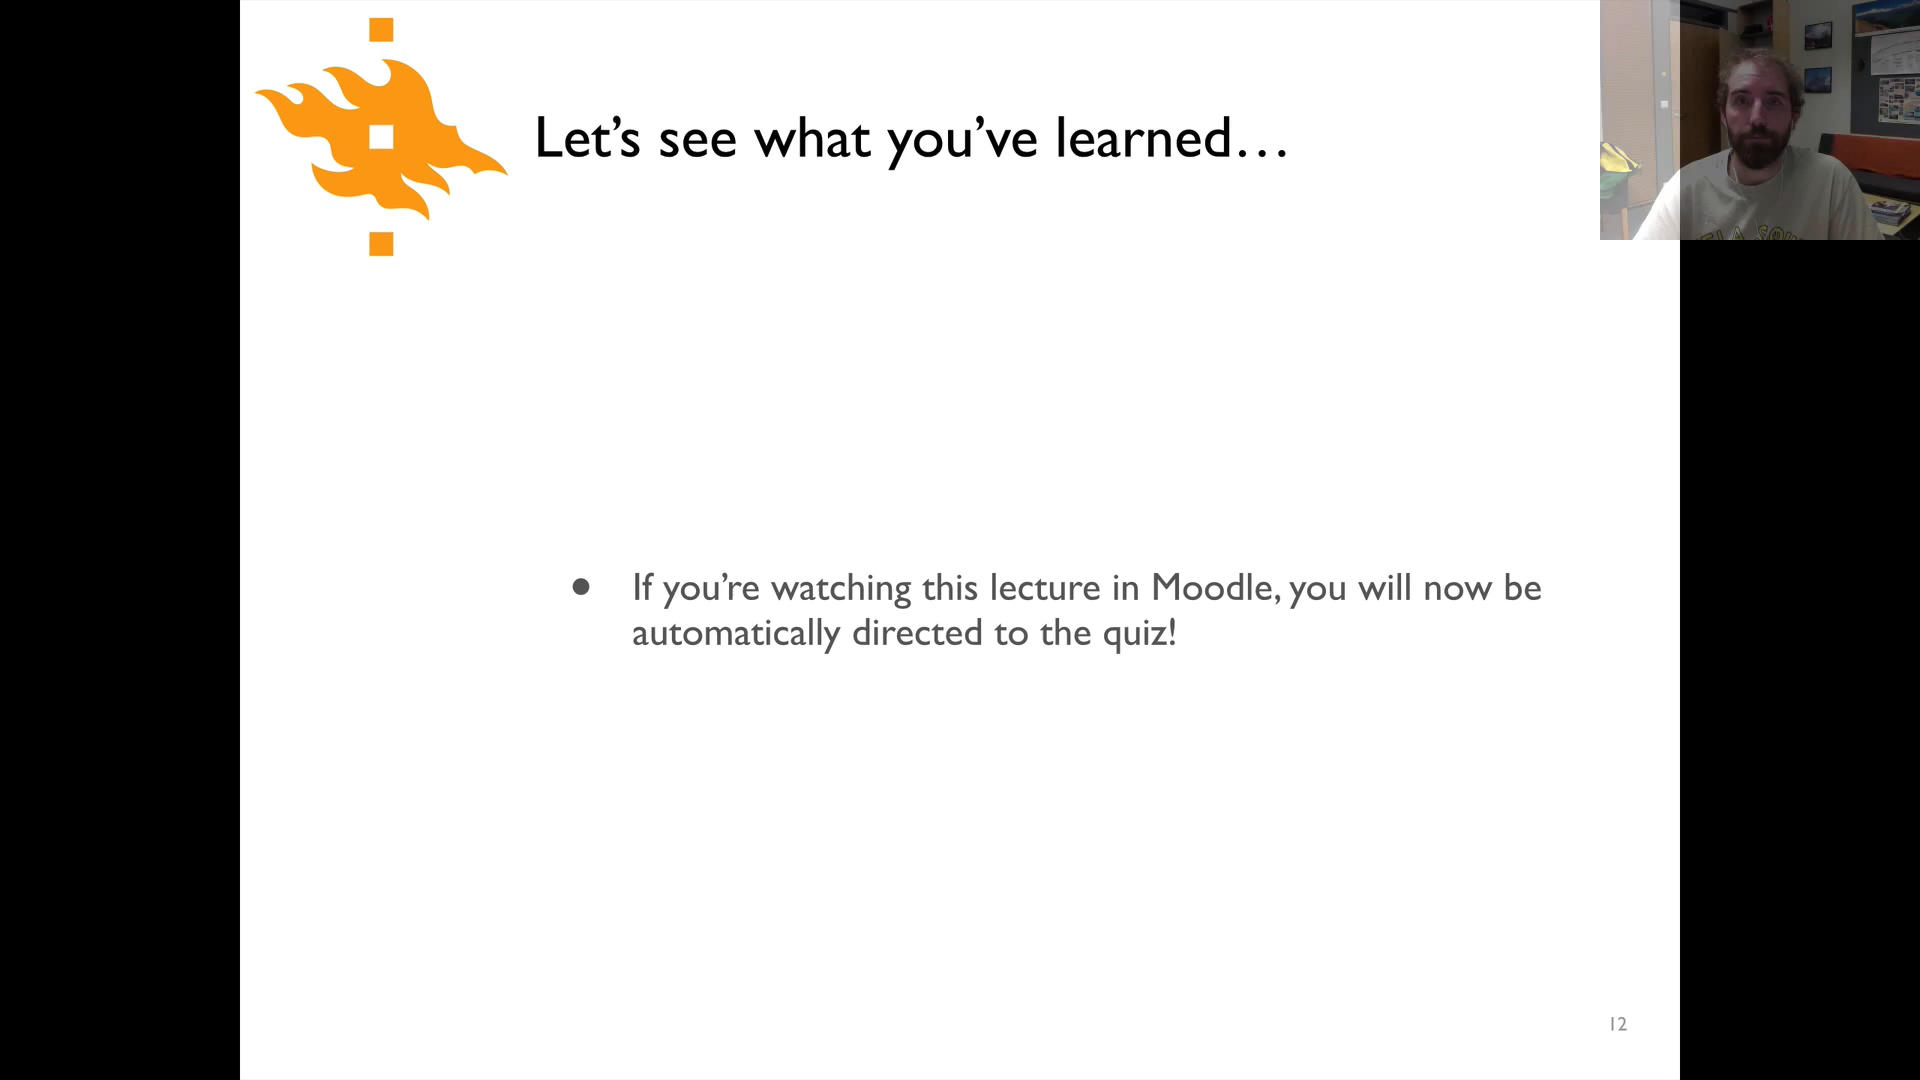 Let’s see what you’ve learned…
● If you’re watching this lecture in Moodle, you will now be
automatically directed to the quiz!
12